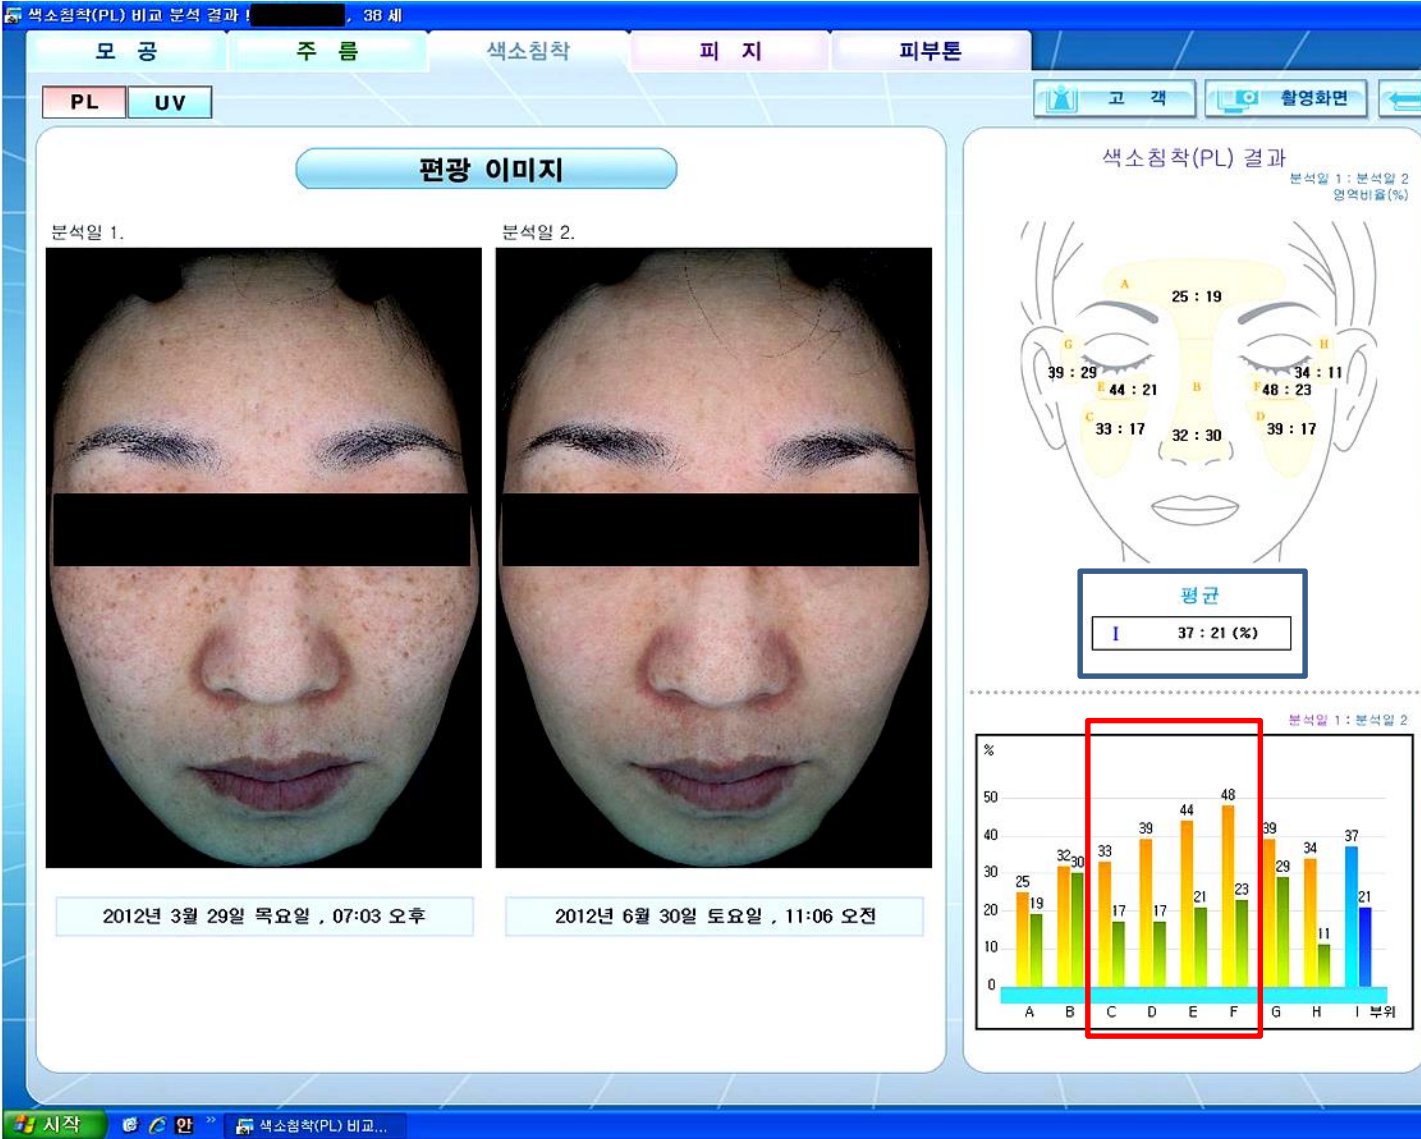 색소침착(PL) 비교 분석 결과 !
, 38 세
모 공
주 름
색소침착
피 지
피부톤
PL
UV
고 객
촬영화면
편광 이미지
분석일 1.
분석일 2.
2012년 3월 29일 목요일 , 07:03 오후
2012년 6월 30일 토요일 , 11:06 오전
색소침착(PL) 결과
분석일 1 : 분석일 2
영역비율(%)
A
25 : 19
G
H
39 : 29
34 : 11
E 44 : 21
B
F 48 : 23
C
D
33 : 17
32 : 30
39 : 17
평균
I 37 : 21 (%)
분석일 1 : 분석일 2
%
50
40
30
20
10
0
25
19
32
30
33
17
39
17
44
21
48
23
39
29
34
11
37
21
A B C D E F G H I 부위
시작
안
»
색소침착(PL) 비교...